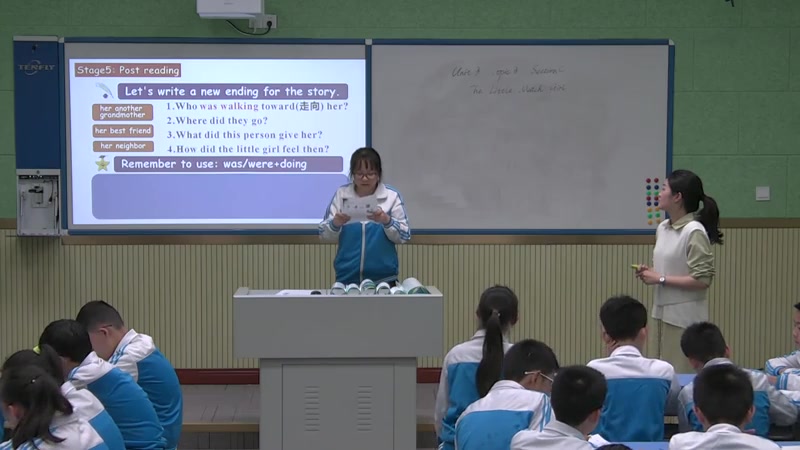 TENFIT
Stage5: Post reading
Let's write a new ending for the story.
her another
grandmother
her best friend
her neighbor
1.Who was walking toward(走向) her?
2.Where did they go?
3.What did this person give her?
4.How did the little girl feel then?
Remember to use: was/were+doing
The Little Match